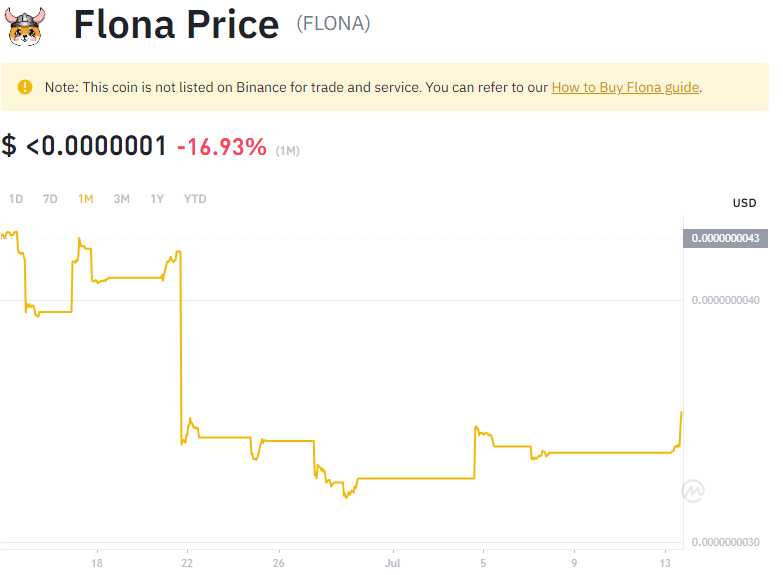 Flona Price (FLONA)
Note: This coin is not listed on Binance for trade and service. You can refer to our How to Buy Flona guide.
$ <0.0000001 -16.93% (1M)
1D 7D 1M 3M 1Y YTD
USD
0.0000000043
0.0000000040
0.0000000030
18 22 26 Jul 5 9 13